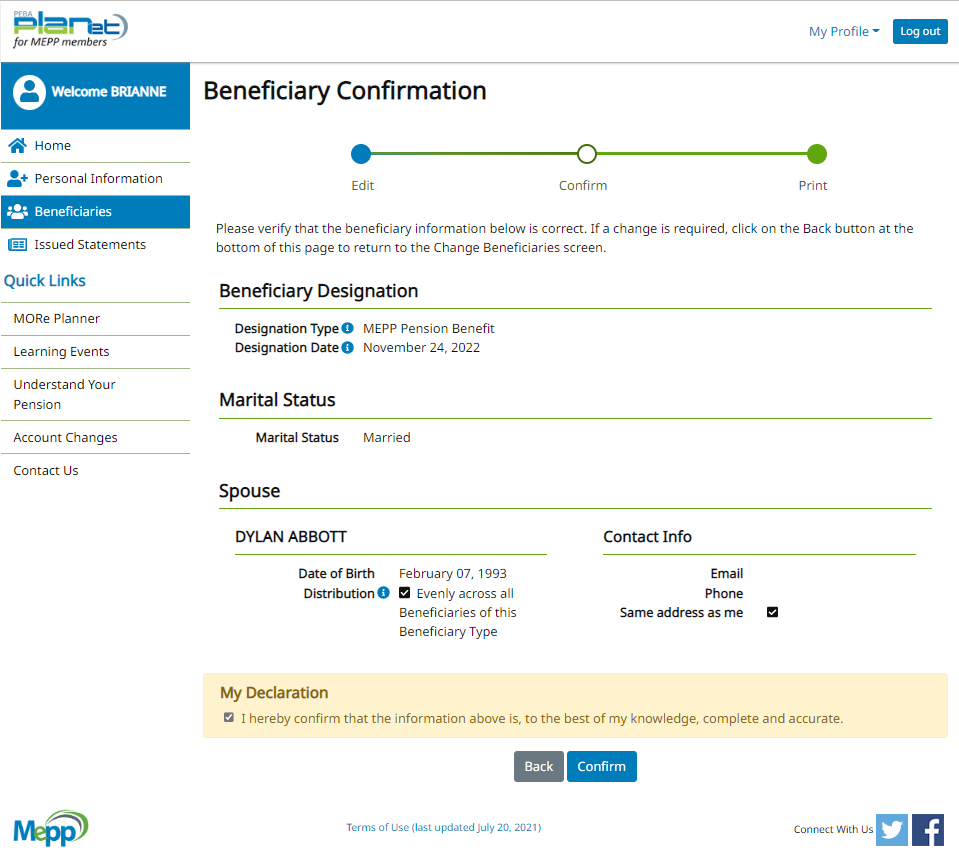 PFBA
planet
for MEPP members
My Profile
Log out
Welcome BRIANNE
Home
Personal Information
Beneficiaries
Issued Statements
Quick Links
MORe Planner
Learning Events
Understand Your
Pension
Account Changes
Contact Us
Beneficiary Confirmation
Edit
Confirm
Print
Please verify that the beneficiary information below is correct. If a change is required, click on the Back button at the
bottom of this page to return to the Change Beneficiaries screen.
Beneficiary Designation
Designation Type MEPP Pension Benefit
Designation Date November 24, 2022
Marital Status
Marital Status Married
Spouse
DYLAN ABBOTT
Date of Birth February 07, 1993
Distribution Evenly across all
Beneficiaries of this
Beneficiary Type
Contact Info
Email
Phone
Same address as me
My Declaration
I hereby confirm that the information above is, to the best of my knowledge, complete and accurate.
Back
Confirm
Mepp
Terms of Use (last updated July 20, 2021)
Connect With Us